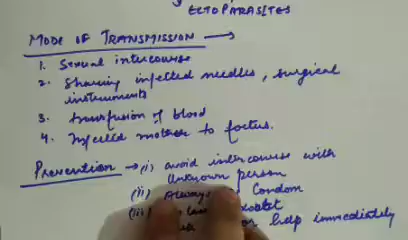 ECTOPARASITES
MODE OF TRANSMISSION →
1. Sexual intercourse
2. Sharing infected needles, surgical
instruments
3. transfusion of blood
4. Infected mother to foetus.
Prevention → (i) avoid intercourse with
unknown person
(ii) Always condom
(iii)
for help immediately